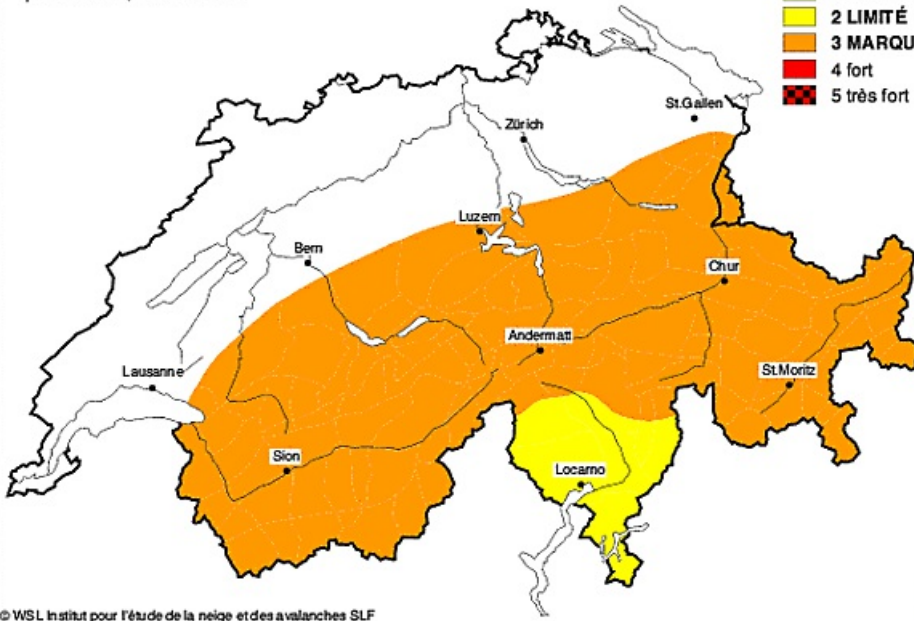 2 LIMITÉ
3 MARQU
4 fort
5 très fort
St.Gallen
Zürich
Luzern
Bern
Chur
Andermatt
Lausanne
St.Moritz
Sion
Locarno
© WSL Institut pour l'étude de la neige et des avalanches SLF